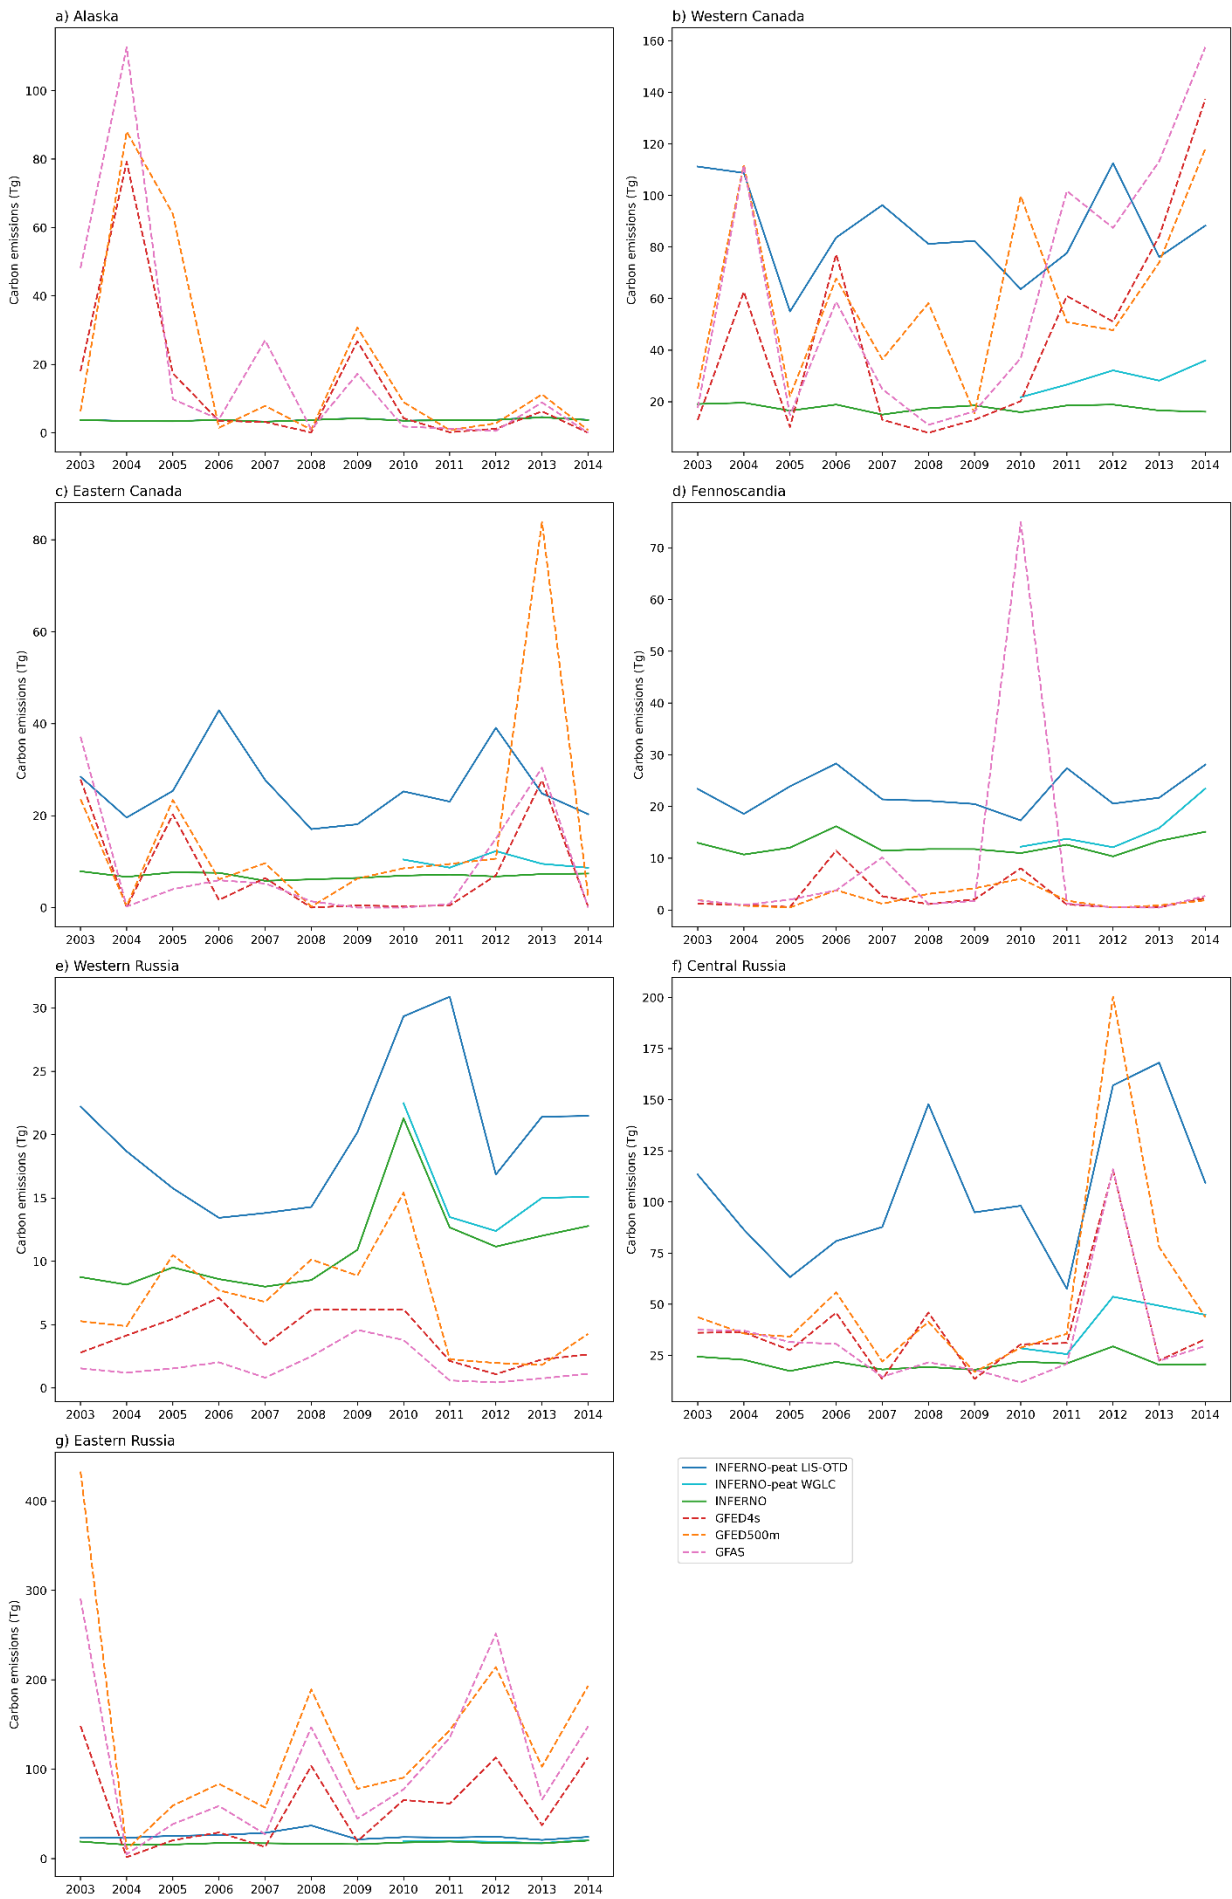 a) Alaska
Carbon emissions (Tg)
100
80
60
40
20
0
2003 2004 2005 2006 2007 2008 2009 2010 2011 2012 2013 2014
b) Western Canada
Carbon emissions (Tg)
160
140
120
100
80
60
40
20
2003 2004 2005 2006 2007 2008 2009 2010 2011 2012 2013 2014
c) Eastern Canada
Carbon emissions (Tg)
80
60
40
20
0
2003 2004 2005 2006 2007 2008 2009 2010 2011 2012 2013 2014
d) Fennoscandia
Carbon emissions (Tg)
70
60
50
40
30
20
10
0
2003 2004 2005 2006 2007 2008 2009 2010 2011 2012 2013 2014
e) Western Russia
Carbon emissions (Tg)
30
25
20
15
10
5
0
2003 2004 2005 2006 2007 2008 2009 2010 2011 2012 2013 2014
f) Central Russia
Carbon emissions (Tg)
200
175
150
125
100
75
50
25
2003 2004 2005 2006 2007 2008 2009 2010 2011 2012 2013 2014
g) Eastern Russia
Carbon emissions (Tg)
400
300
200
100
0
2003 2004 2005 2006 2007 2008 2009 2010 2011 2012 2013 2014
INFERNO-peat LIS-OTD
INFERNO-peat WGLC
INFERNO
GFED4s
GFED500m
GFAS